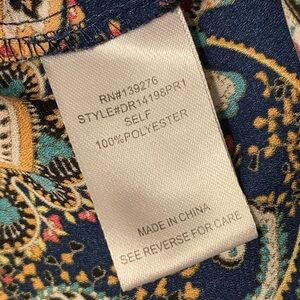 RN#139276
STYLE#DR14198PR1
SELF
100%POLYESTER
MADE IN CHINA
SEE REVERSE FOR CARE